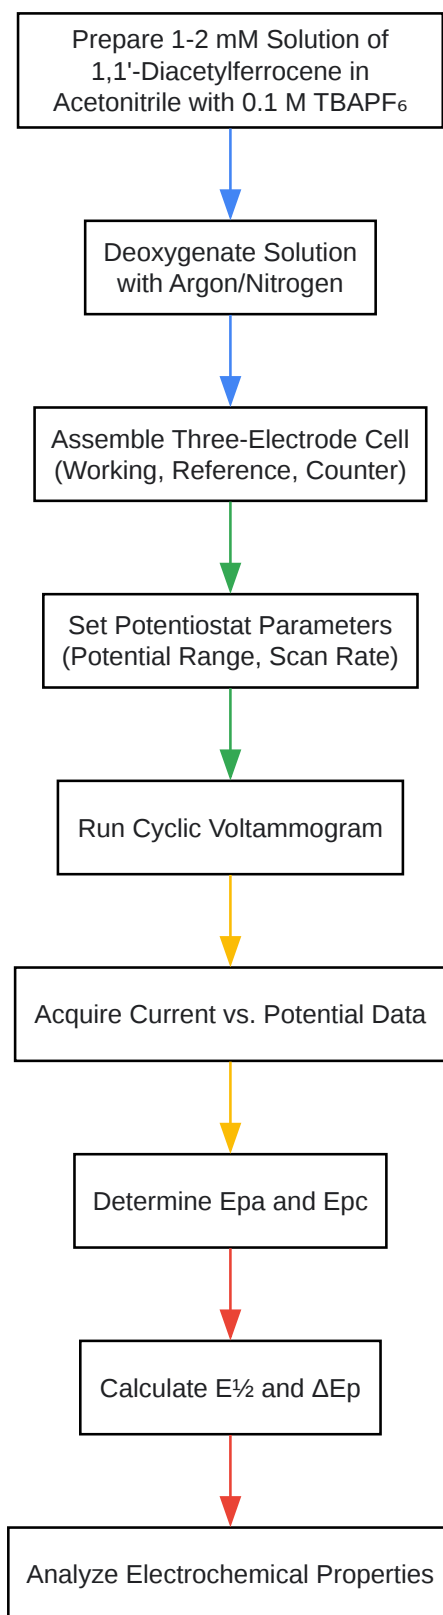 Prepare 1-2 mM Solution of
1,1'-Diacetylferrocene in
Acetonitrile with 0.1 M TBAPF₆
Deoxygenate Solution
with Argon/Nitrogen
Assemble Three-Electrode Cell
(Working, Reference, Counter)
Set Potentiostat Parameters
(Potential Range, Scan Rate)
Run Cyclic Voltammogram
Acquire Current vs. Potential Data
Determine Epa and Epc
Calculate E½ and ΔEp
Analyze Electrochemical Properties